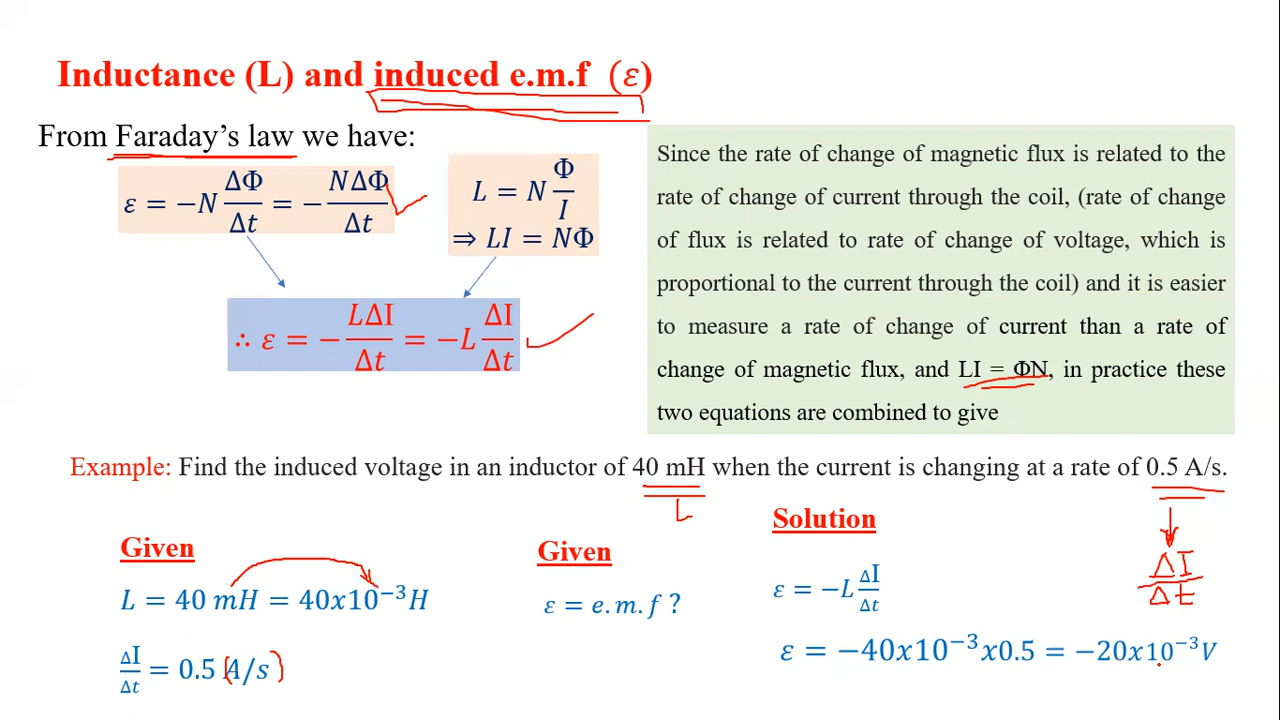 Inductance (L) and induced e.m.f (ε)
From Faraday's law we have:
ε = −N ΔΦ/Δt = − NΔΦ/Δt
L = N Φ/I
⇒ LI = NΦ
∴ ε = − LΔI/Δt = −L ΔI/Δt
Since the rate of change of magnetic flux is related to the
rate of change of current through the coil, (rate of change
of flux is related to rate of change of voltage, which is
proportional to the current through the coil) and it is easier
to measure a rate of change of current than a rate of
change of magnetic flux, and LI = ΦN, in practice these
two equations are combined to give
Example: Find the induced voltage in an inductor of 40 mH when the current is changing at a rate of 0.5 A/s.
L
Given
L = 40 mH = 40x10⁻³H
ΔI/Δt = 0.5 (A/s)
Given
ε = e.m.f ?
Solution
ε = −L ΔI/Δt
ε = −40x10⁻³x0.5 = −20x10⁻³V
ΔI/Δt